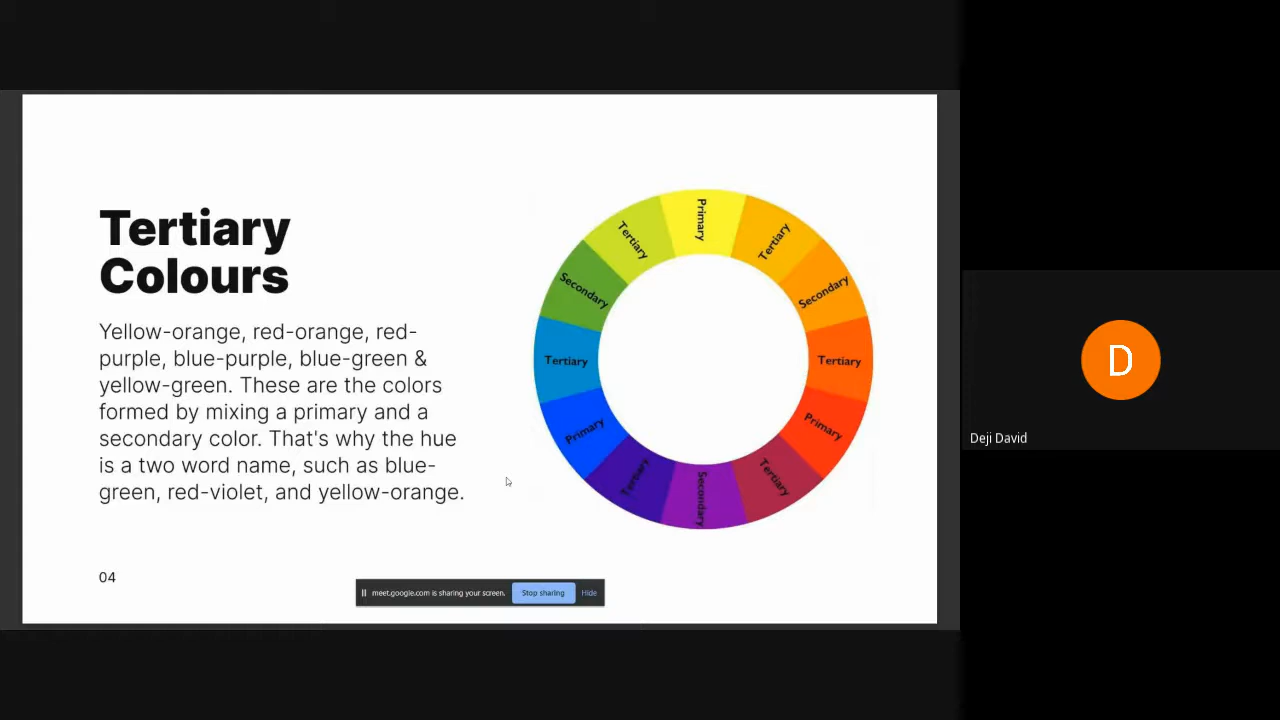 Tertiary
Colours
Yellow-orange, red-orange, red-
purple, blue-purple, blue-green &
yellow-green. These are the colors
formed by mixing a primary and a
secondary color. That's why the hue
is a two word name, such as blue-
green, red-violet, and yellow-orange.
04
Primary
Tertiary
Secondary
Tertiary
Primary
Tertiary
Secondary
Tertiary
Primary
Tertiary
Secondary
Tertiary
meet.google.com is sharing your screen.
Stop sharing
Hide
D
Deji David